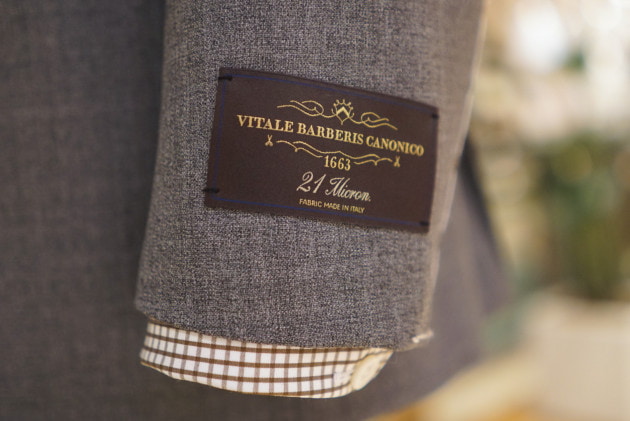 VITALE BARBERIS CANONICO
1663
21 Micron.
FABRIC MADE IN ITALY